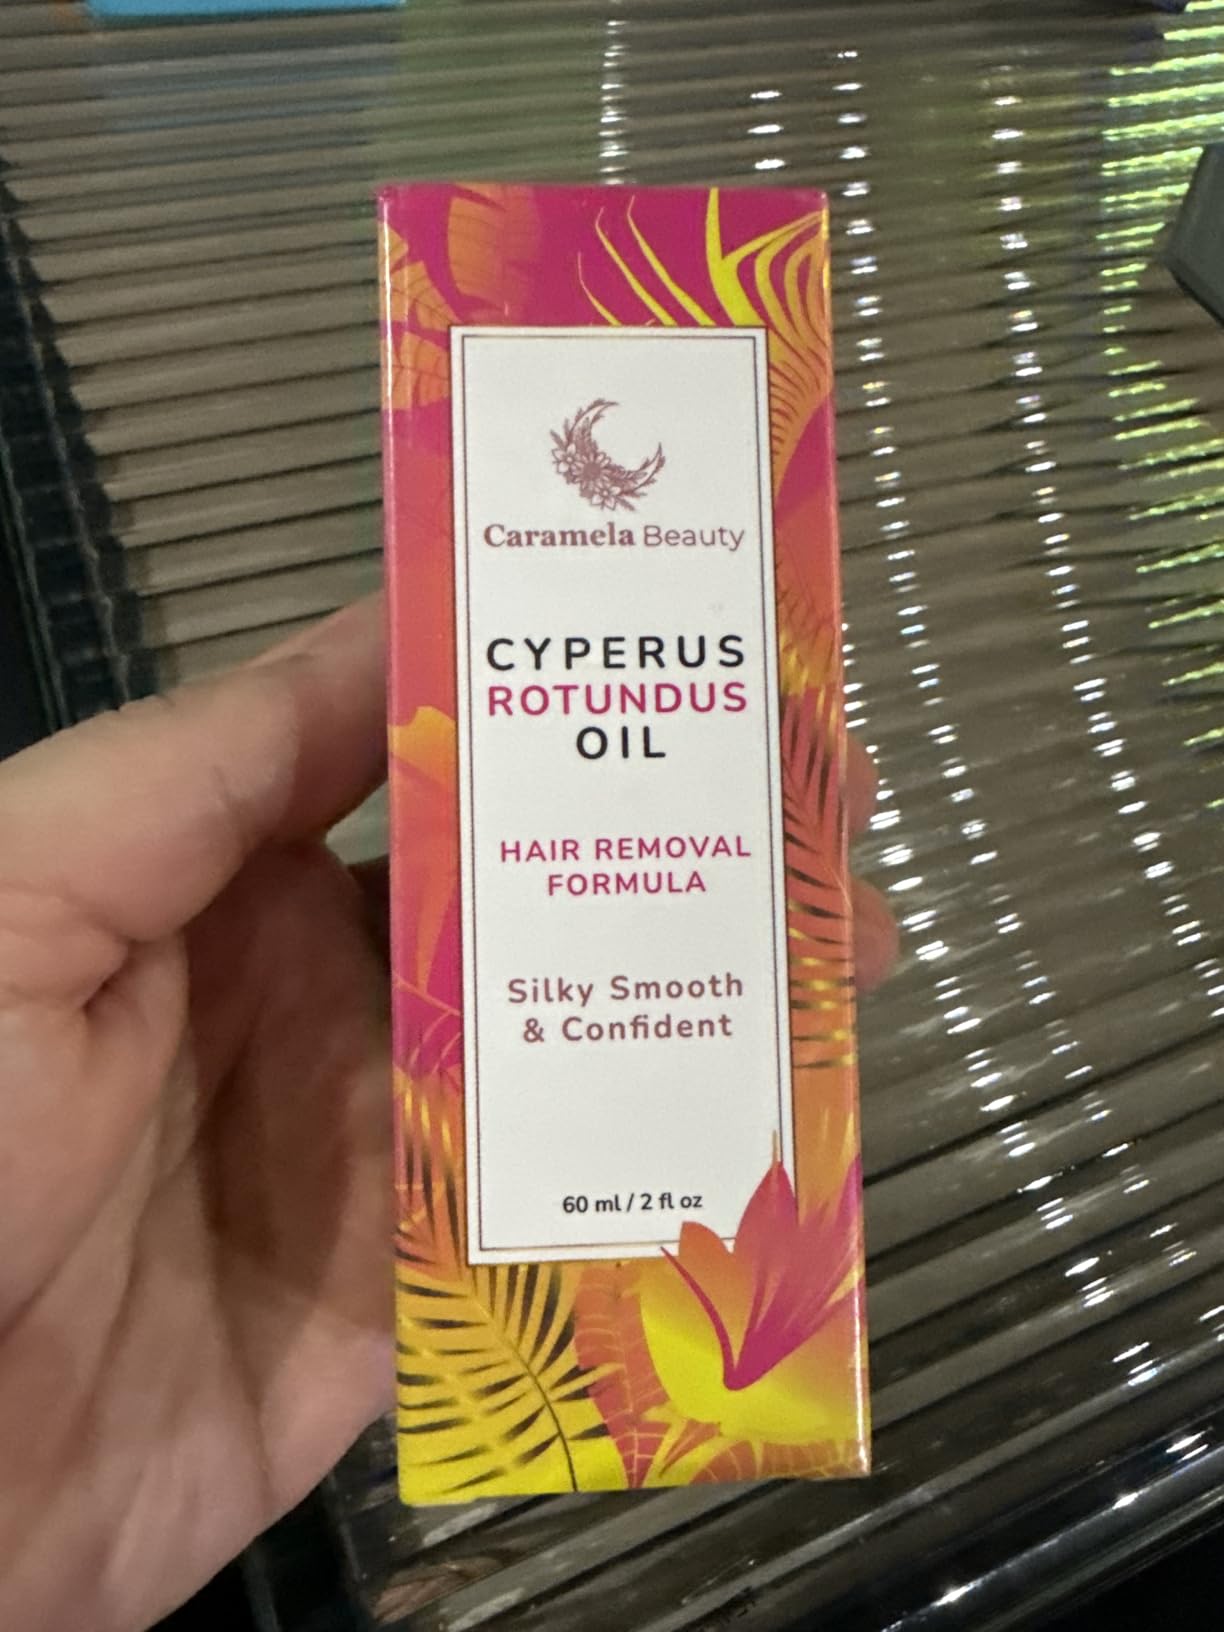 Caramela Beauty
CYPERUS
ROTUNDUS
OIL
HAIR REMOVAL
FORMULA
Silky Smooth
& Confident
60 ml / 2 fl oz